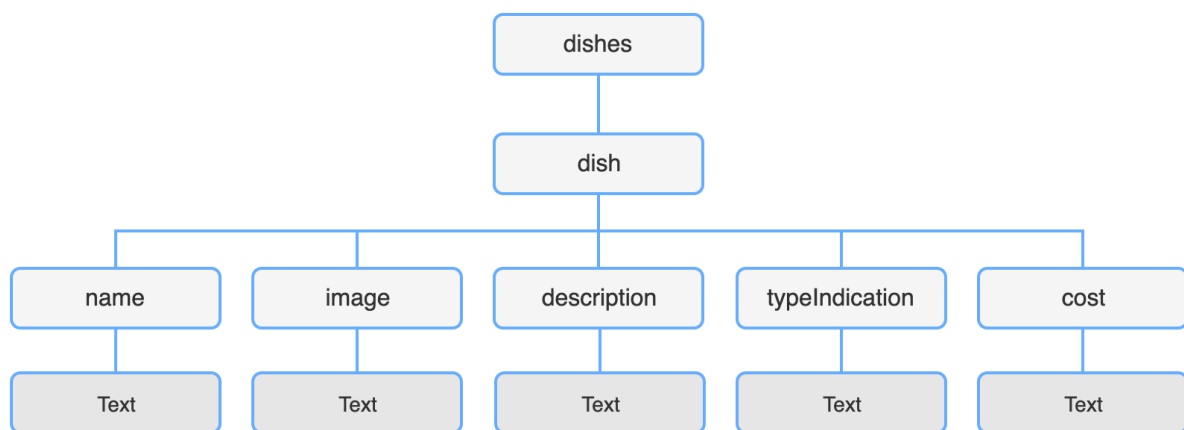 dishes
dish
name image description typeIndication cost
Text Text Text Text Text